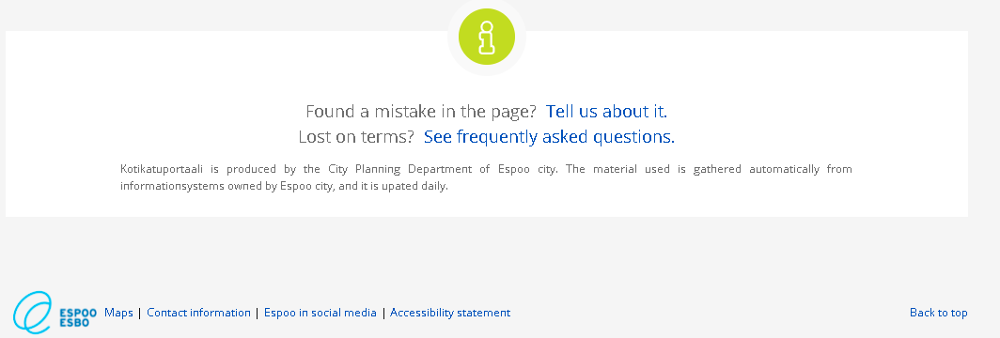 Found a mistake in the page? Tell us about it.
Lost on terms? See frequently asked questions.
Kotikatuportaali is produced by the City Planning Department of Espoo city. The material used is gathered automatically from
informationsystems owned by Espoo city, and it is upated daily.
ESPOO
ESBO
Maps | Contact information | Espoo in social media | Accessibility statement
Back to top